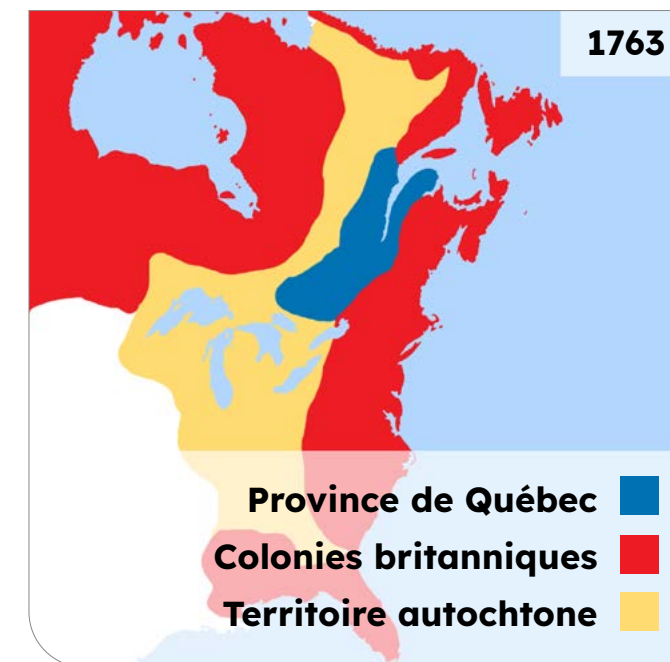 1763
Province de Québec
Colonies britanniques
Territoire autochtone